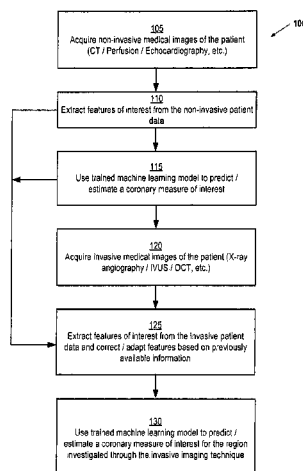 105
Acquire non-invasive medical images of the patient
(CT / Perfusion / Echocardiography, etc.)
100
110
Extract features of interest from the non-invasive patient
data
115
Use trained machine learning model to predict /
estimate a coronary measure of interest
120
Acquire invasive medical images of the patient (X-ray
angiography / IVUS / OCT, etc.)
125
Extract features of interest from the invasive patient
data and correct / adapt features based on previously
available information
130
Use trained machine learning model to predict /
estimate a coronary measure of interest for the region
investigated through the invasive imaging technique